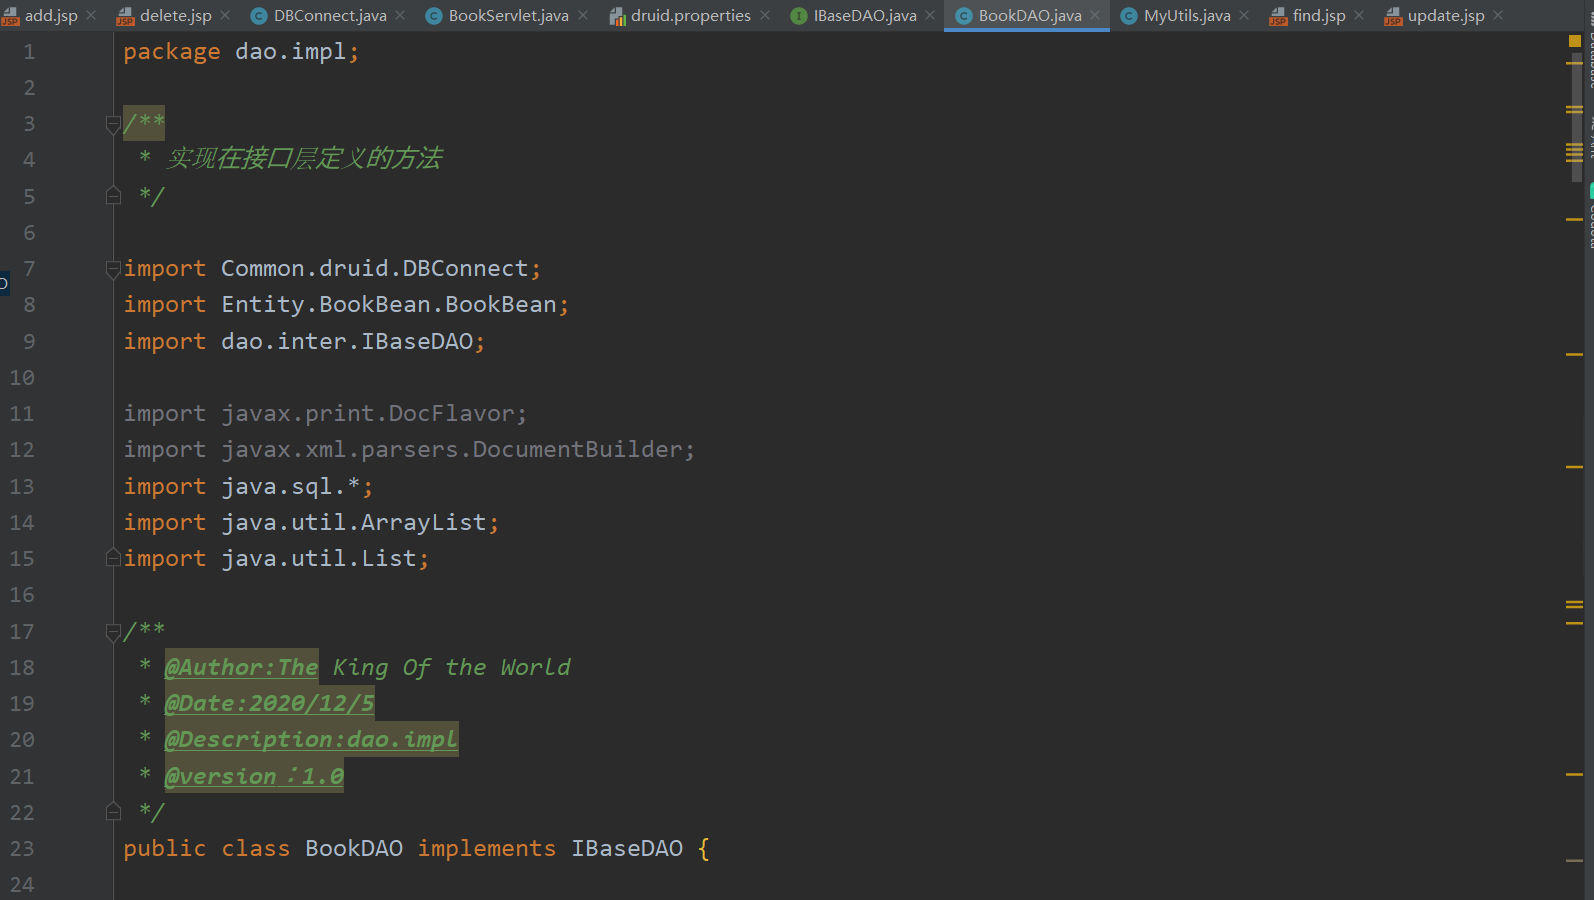 add.jsp delete.jsp DBConnect.java BookServlet.java druid.properties IBaseDAO.java BookDAO.java MyUtils.java find.jsp update.jsp
1 package dao.impl;
2
3 /**
4  * 实现在接口层定义的方法
5  */
6
7 import Common.druid.DBConnect;
8 import Entity.BookBean.BookBean;
9 import dao.inter.IBaseDAO;
10
11 import javax.print.DocFlavor;
12 import javax.xml.parsers.DocumentBuilder;
13 import java.sql.*;
14 import java.util.ArrayList;
15 import java.util.List;
16
17 /**
18  * @Author:The King Of the World
19  * @Date:2020/12/5
20  * @Description:dao.impl
21  * @version：1.0
22  */
23 public class BookDAO implements IBaseDAO {
24